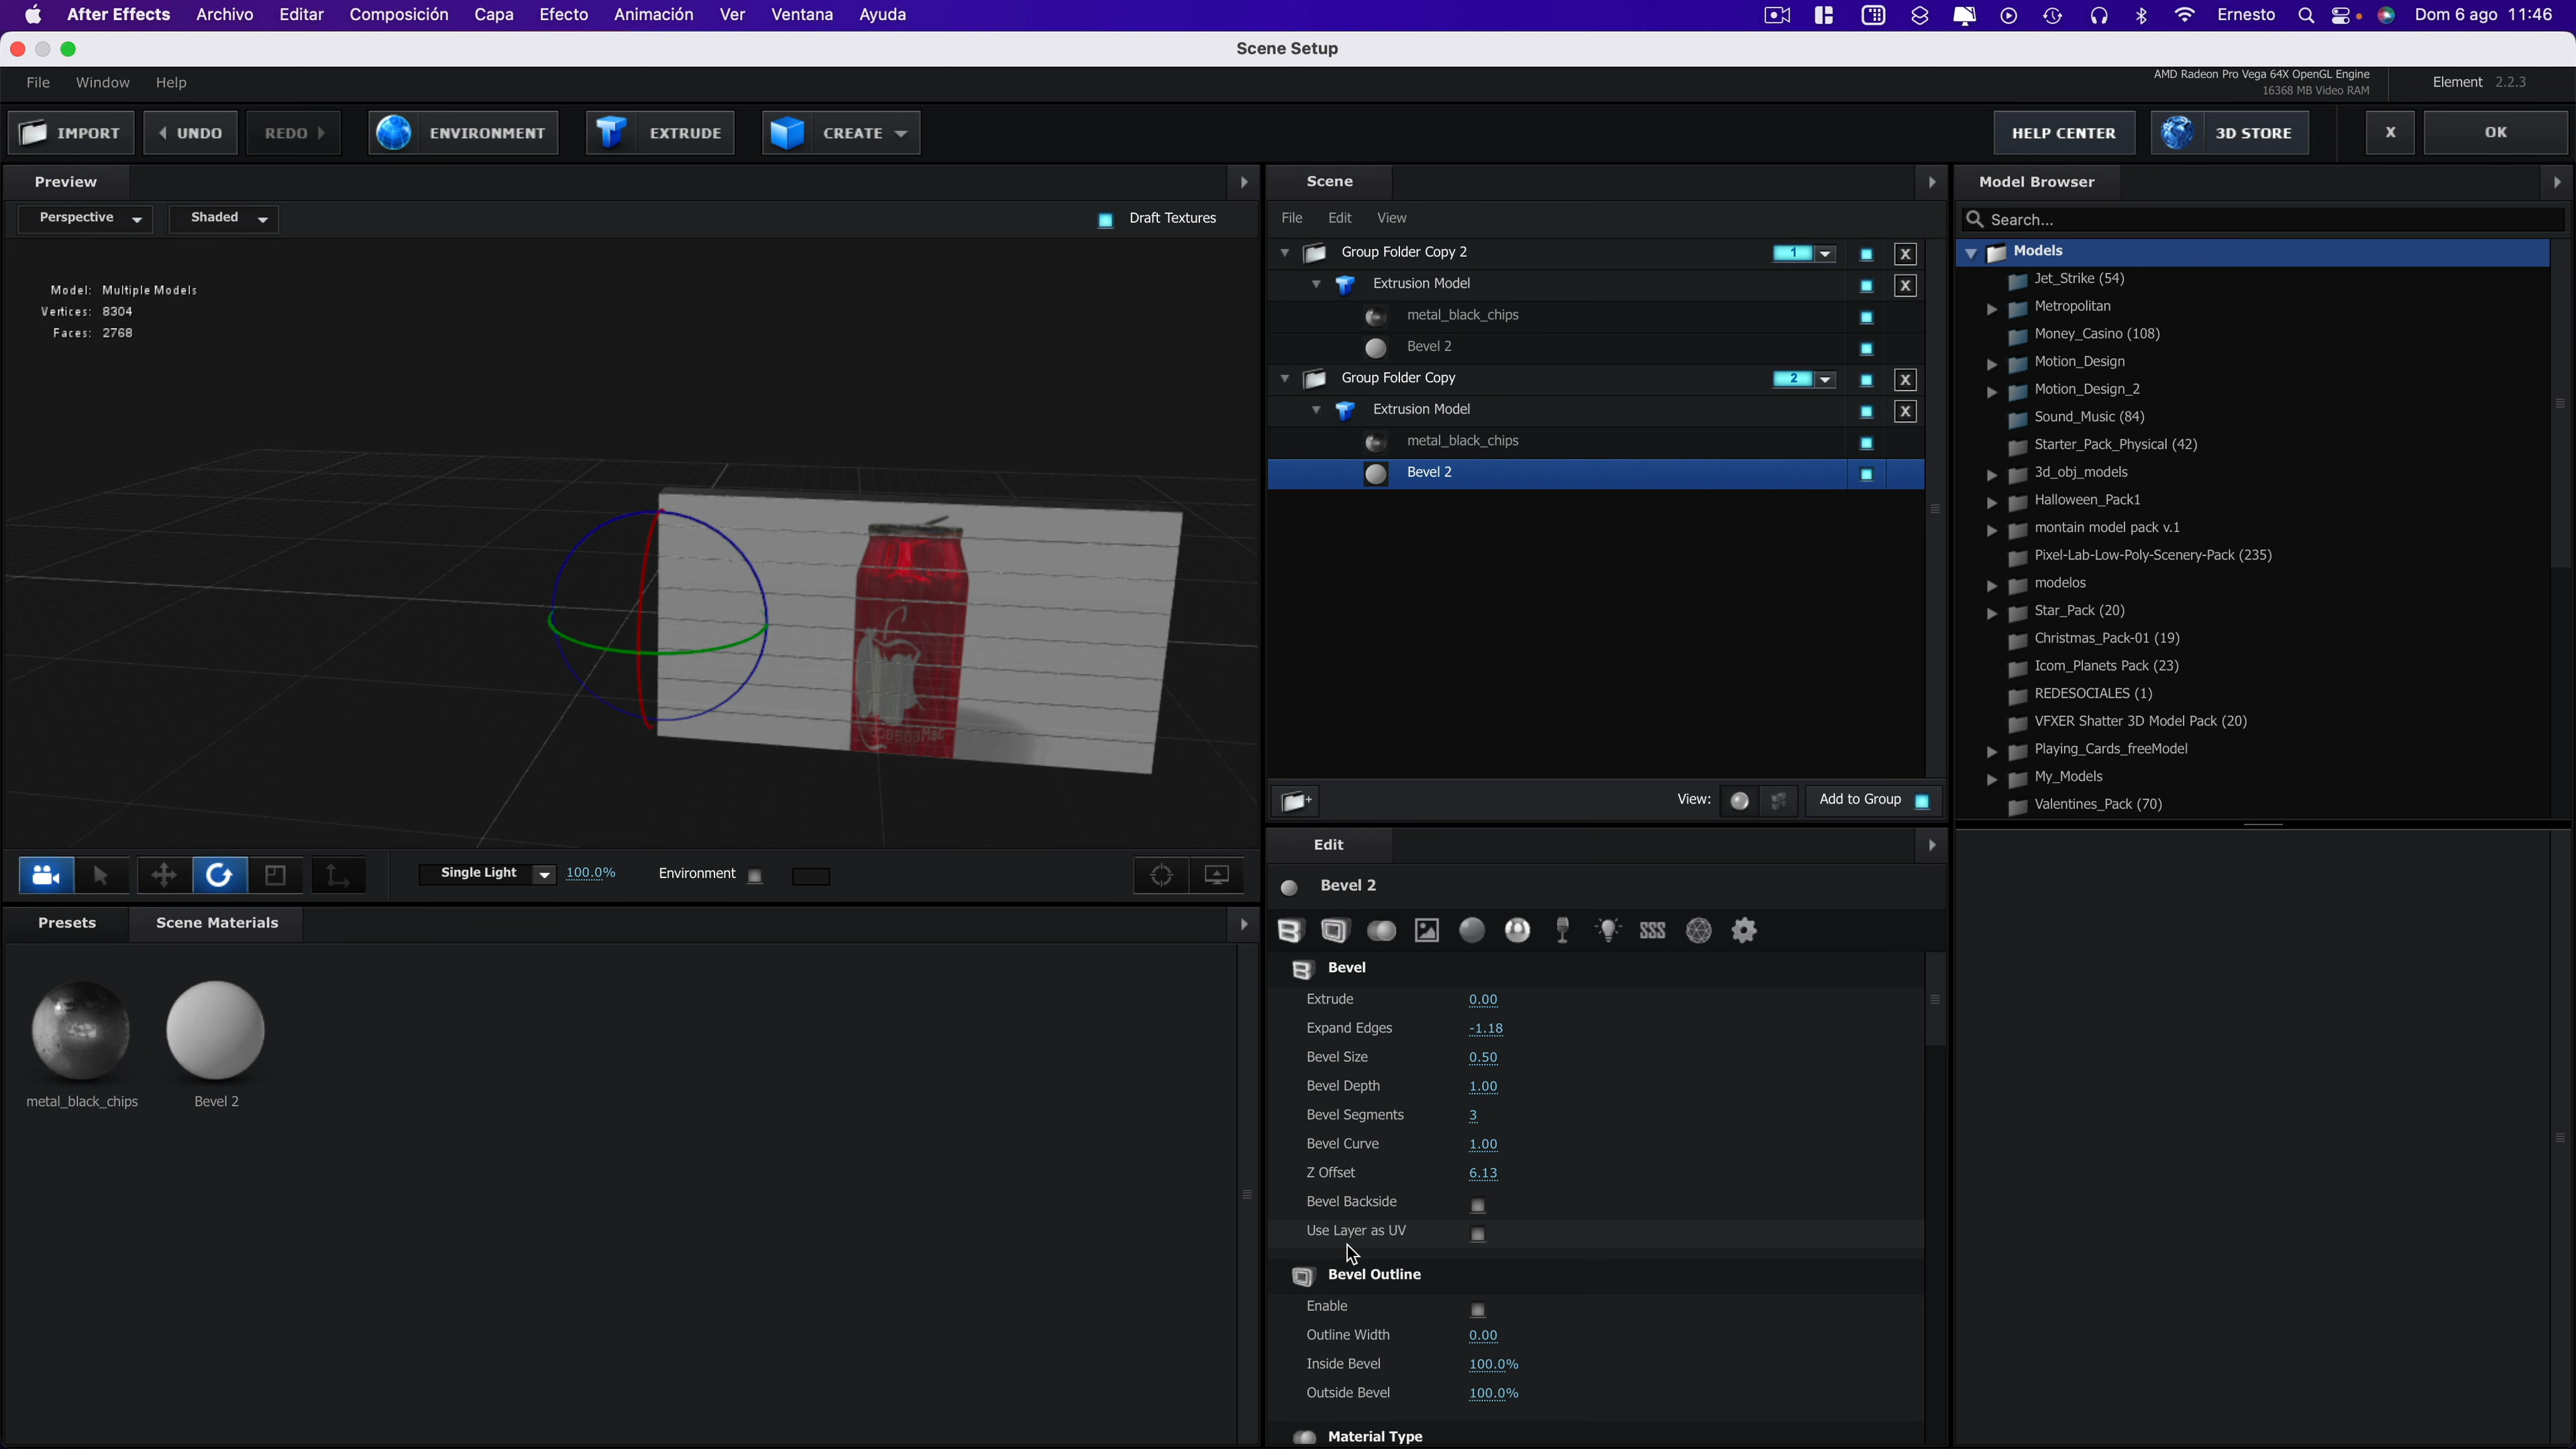 After Effects Archivo Editar Composición Capa Efecto Animación Ver Ventana Ayuda Ernesto Dom 6 ago 11:46
Scene Setup
File Window Help
AMD Radeon Pro Vega 64X OpenGL Engine
16368 MB Video RAM
Element 2.2.3
IMPORT UNDO REDO ENVIRONMENT EXTRUDE CREATE HELP CENTER 3D STORE X OK
Preview
Perspective Shaded Draft Textures
Model: Multiple Models
Vertices: 8304
Faces: 2768
Single Light 100.0% Environment
Presets Scene Materials
metal_black_chips Bevel 2
Scene
File Edit View
Group Folder Copy 2 1 X
Extrusion Model X
metal_black_chips
Bevel 2
Group Folder Copy 2 X
Extrusion Model X
metal_black_chips
Bevel 2
View: Add to Group
Edit
Bevel 2
Bevel
Extrude 0.00
Expand Edges -1.18
Bevel Size 0.50
Bevel Depth 1.00
Bevel Segments 3
Bevel Curve 1.00
Z Offset 6.13
Bevel Backside
Use Layer as UV
Bevel Outline
Enable
Outline Width 0.00
Inside Bevel 100.0%
Outside Bevel 100.0%
Material Type
Model Browser
Search...
Models
Jet_Strike (54)
Metropolitan
Money_Casino (108)
Motion_Design
Motion_Design_2
Sound_Music (84)
Starter_Pack_Physical (42)
3d_obj_models
Halloween_Pack1
montain model pack v.1
Pixel-Lab-Low-Poly-Scenery-Pack (235)
modelos
Star_Pack (20)
Christmas_Pack-01 (19)
Icom_Planets Pack (23)
REDESOCIALES (1)
VFXER Shatter 3D Model Pack (20)
Playing_Cards_freeModel
My_Models
Valentines_Pack (70)